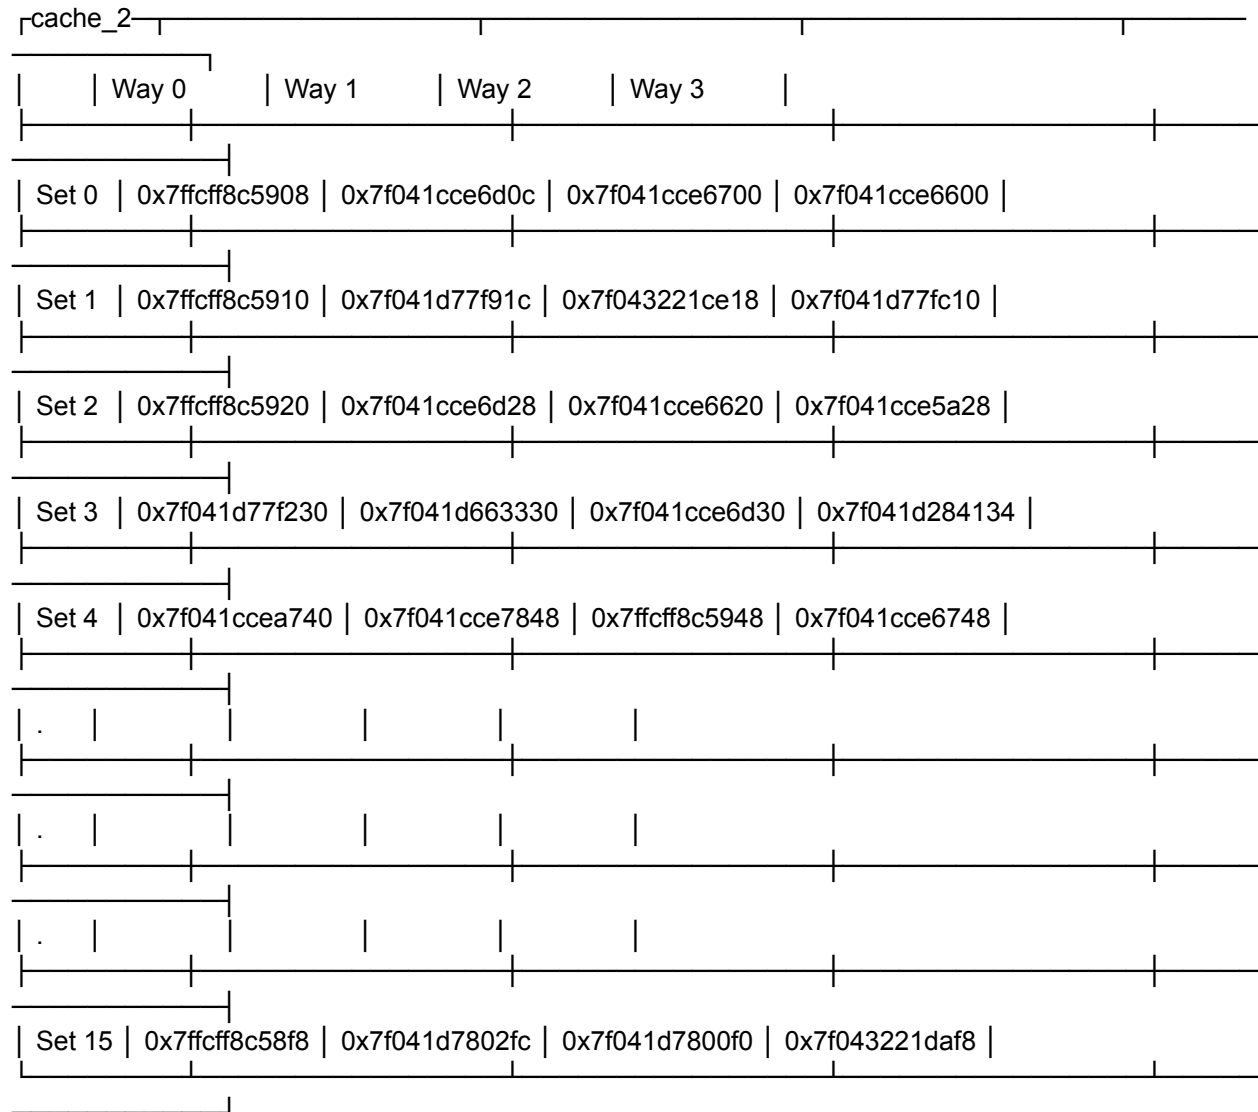 cache_2
│ │ Way 0 │ Way 1 │ Way 2 │ Way 3 │
│ Set 0 │ 0x7ffcff8c5908 │ 0x7f041cce6d0c │ 0x7f041cce6700 │ 0x7f041cce6600 │
│ Set 1 │ 0x7ffcff8c5910 │ 0x7f041d77f91c │ 0x7f043221ce18 │ 0x7f041d77fc10 │
│ Set 2 │ 0x7ffcff8c5920 │ 0x7f041cce6d28 │ 0x7f041cce6620 │ 0x7f041cce5a28 │
│ Set 3 │ 0x7f041d77f230 │ 0x7f041d663330 │ 0x7f041cce6d30 │ 0x7f041d284134 │
│ Set 4 │ 0x7f041ccea740 │ 0x7f041cce7848 │ 0x7ffcff8c5948 │ 0x7f041cce6748 │
│ . │ │ │ │ │
│ . │ │ │ │ │
│ . │ │ │ │ │
│ Set 15 │ 0x7ffcff8c58f8 │ 0x7f041d7802fc │ 0x7f041d7800f0 │ 0x7f043221daf8 │